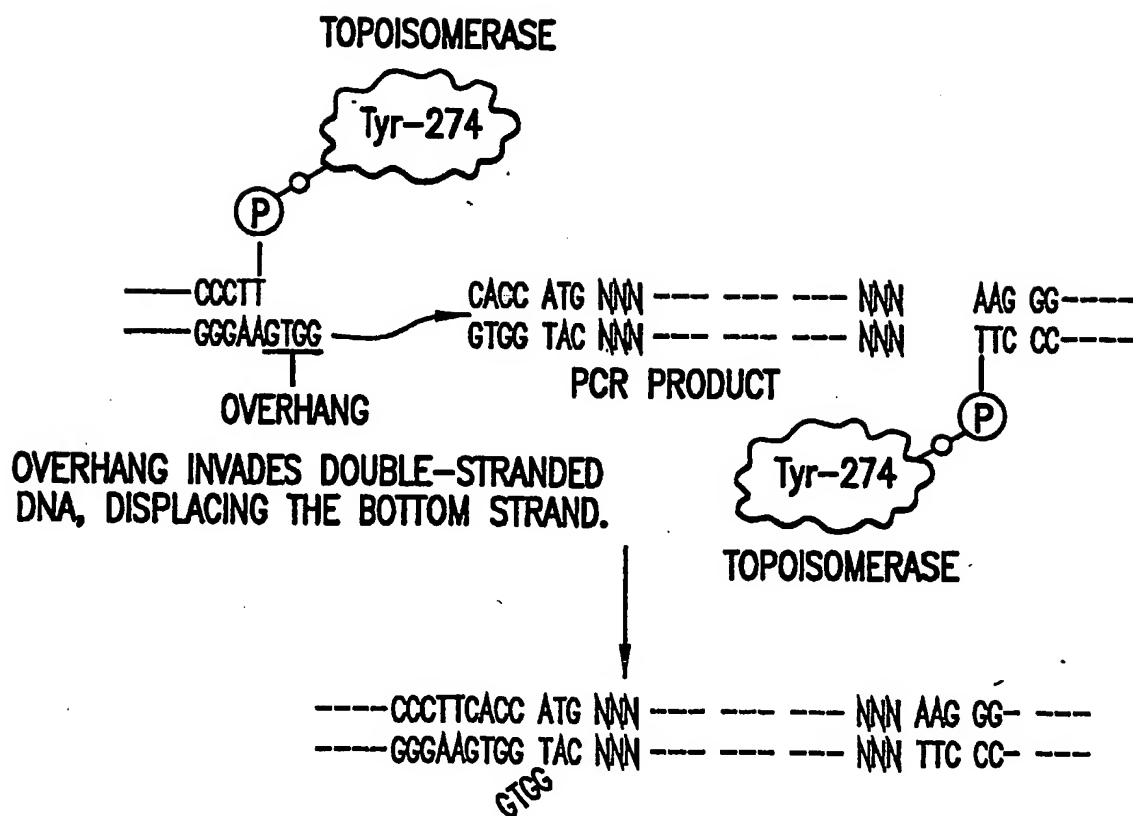 TOPOISOMERASE
Tyr-274
P
CCCTT
GGGAAGTGG
OVERHANG
CACC ATG NNN NNN AAG GG
GTGG TAC NNN NNN TTC CC
PCR PRODUCT
P
Tyr-274
TOPOISOMERASE
OVERHANG INVADES DOUBLE-STRANDED
DNA, DISPLACING THE BOTTOM STRAND.
CCCTTCACC ATG NNN NNN AAG GG
GGGAAGTGG TAC NNN NNN TTC CC
GTGG